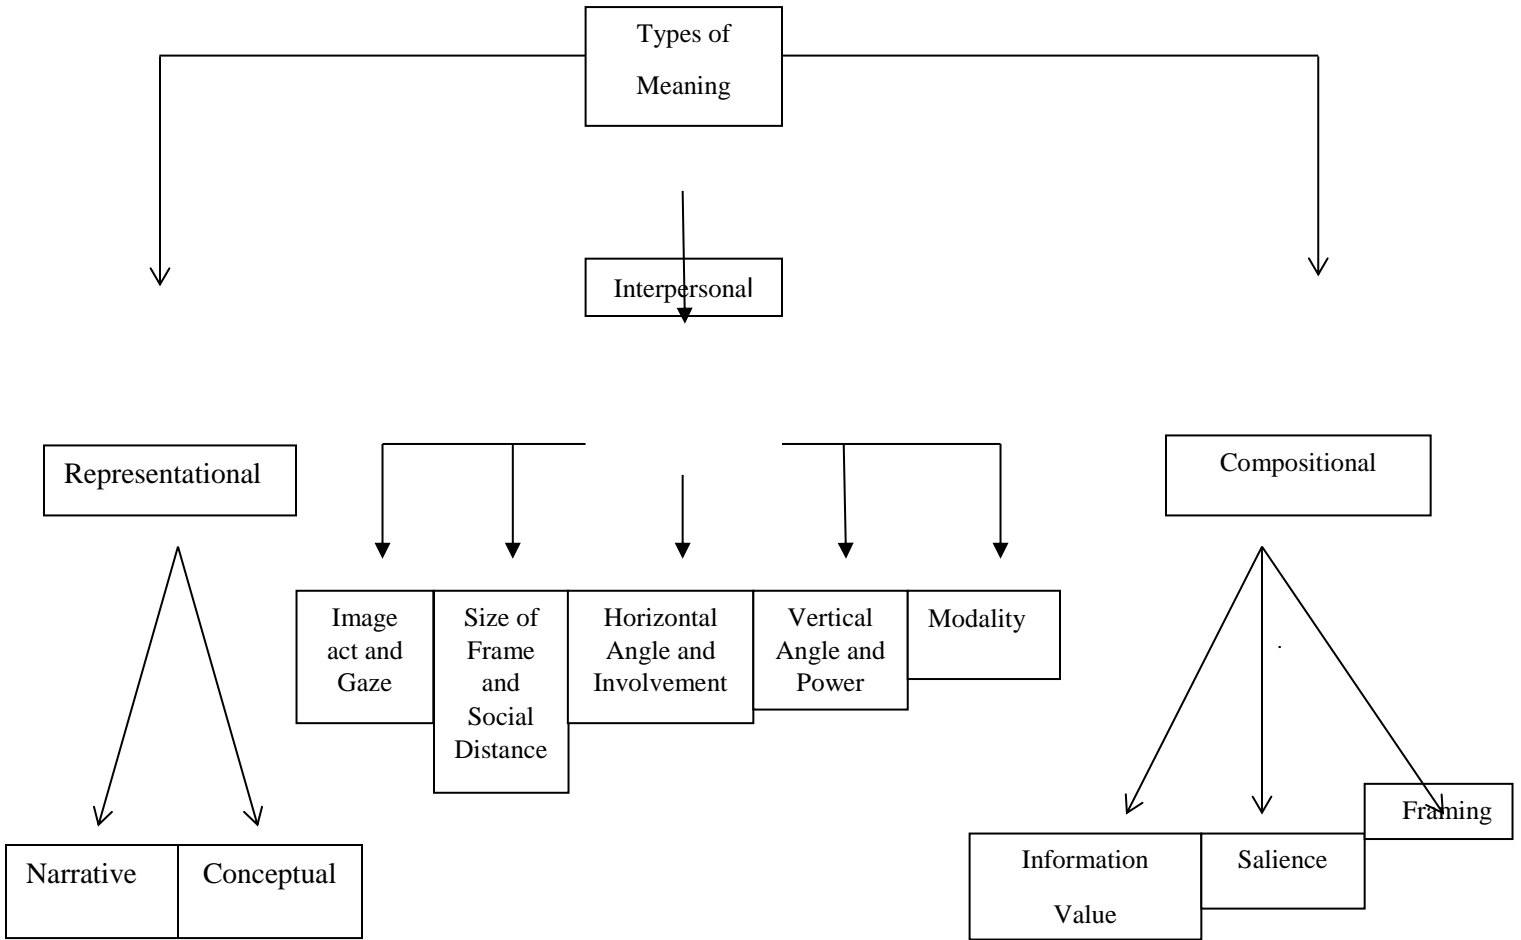 Types of
Meaning
Interpersonal
Representational
Compositional
Image
act and
Gaze
Size of
Frame
and
Social
Distance
Horizontal
Angle and
Involvement
Vertical
Angle and
Power
Modality
Narrative
Conceptual
Information
Value
Salience
Framing